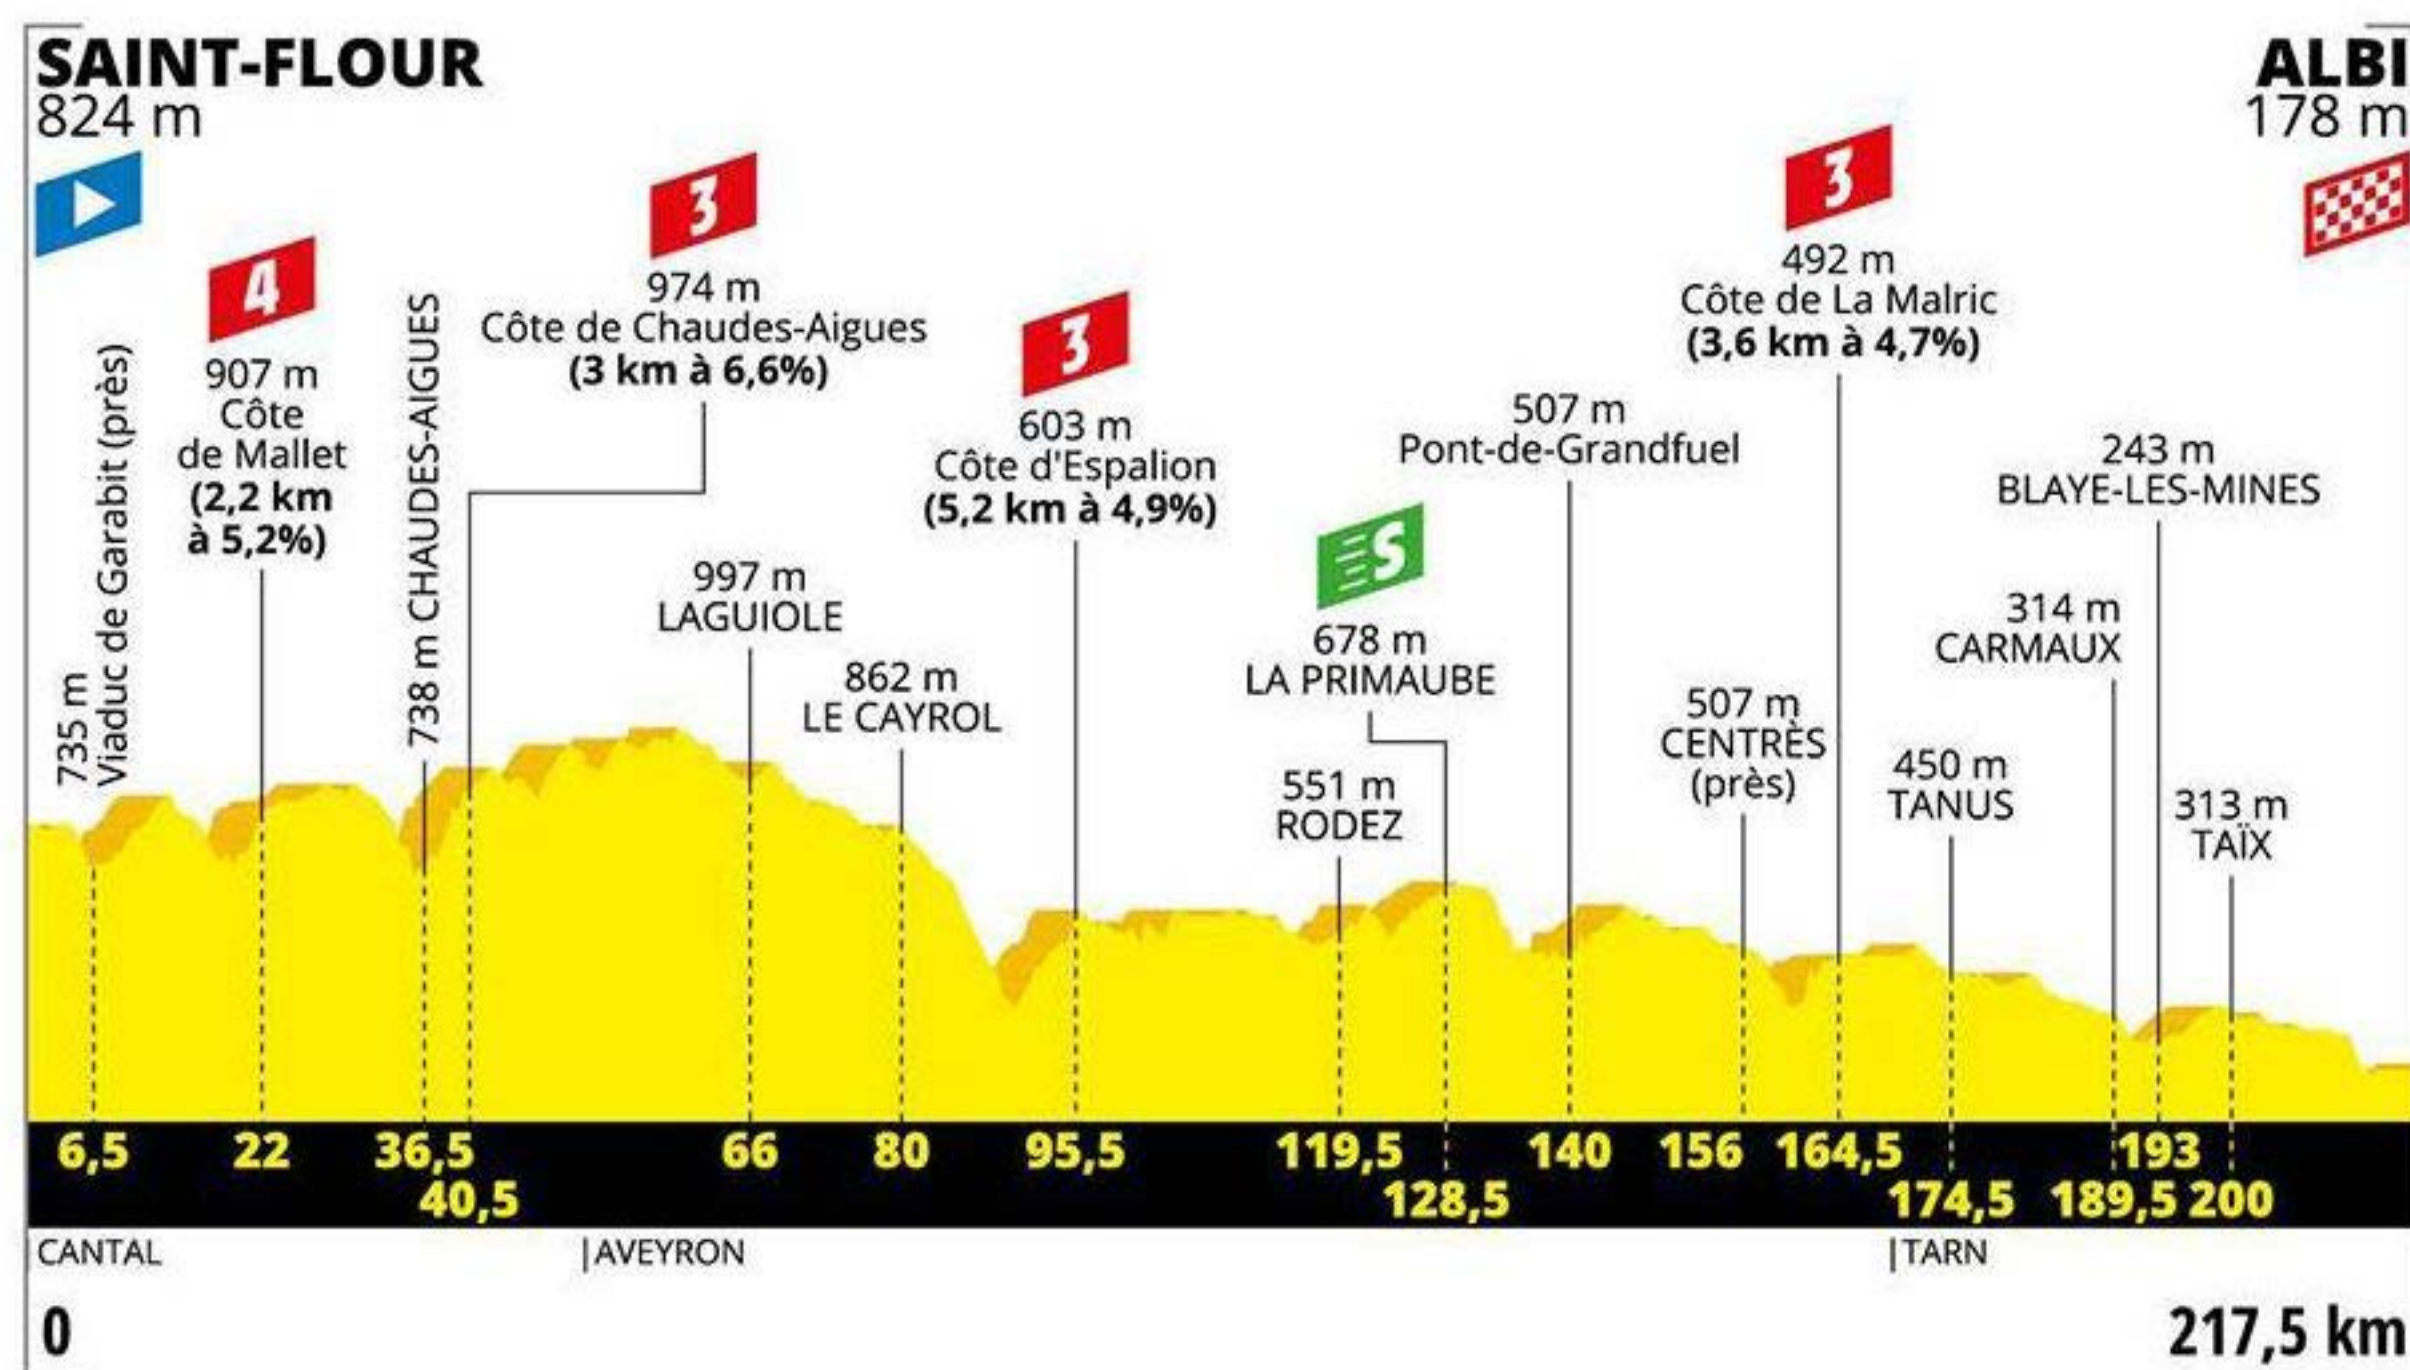 SAINT-FLOUR
824 m
ALBI
178 m
735 m
Viaduc de Garabit (près)
4
907 m
Côte
de Mallet
(2,2 km
à 5,2%)
738 m CHAUDES-AIGUES
3
974 m
Côte de Chaudes-Aigues
(3 km à 6,6%)
997 m
LAGUIOLE
862 m
LE CAYROL
3
603 m
Côte d'Espalion
(5,2 km à 4,9%)
551 m
RODEZ
S
678 m
LA PRIMAUBE
507 m
Pont-de-Grandfuel
507 m
CENTRÈS
(près)
3
492 m
Côte de La Malric
(3,6 km à 4,7%)
450 m
TANUS
314 m
CARMAUX
243 m
BLAYE-LES-MINES
313 m
TAÏX
6,5 22 36,5 66 80 95,5 119,5 140 156 164,5 193
40,5 128,5 174,5 189,5 200
CANTAL |AVEYRON |TARN
0 217,5 km